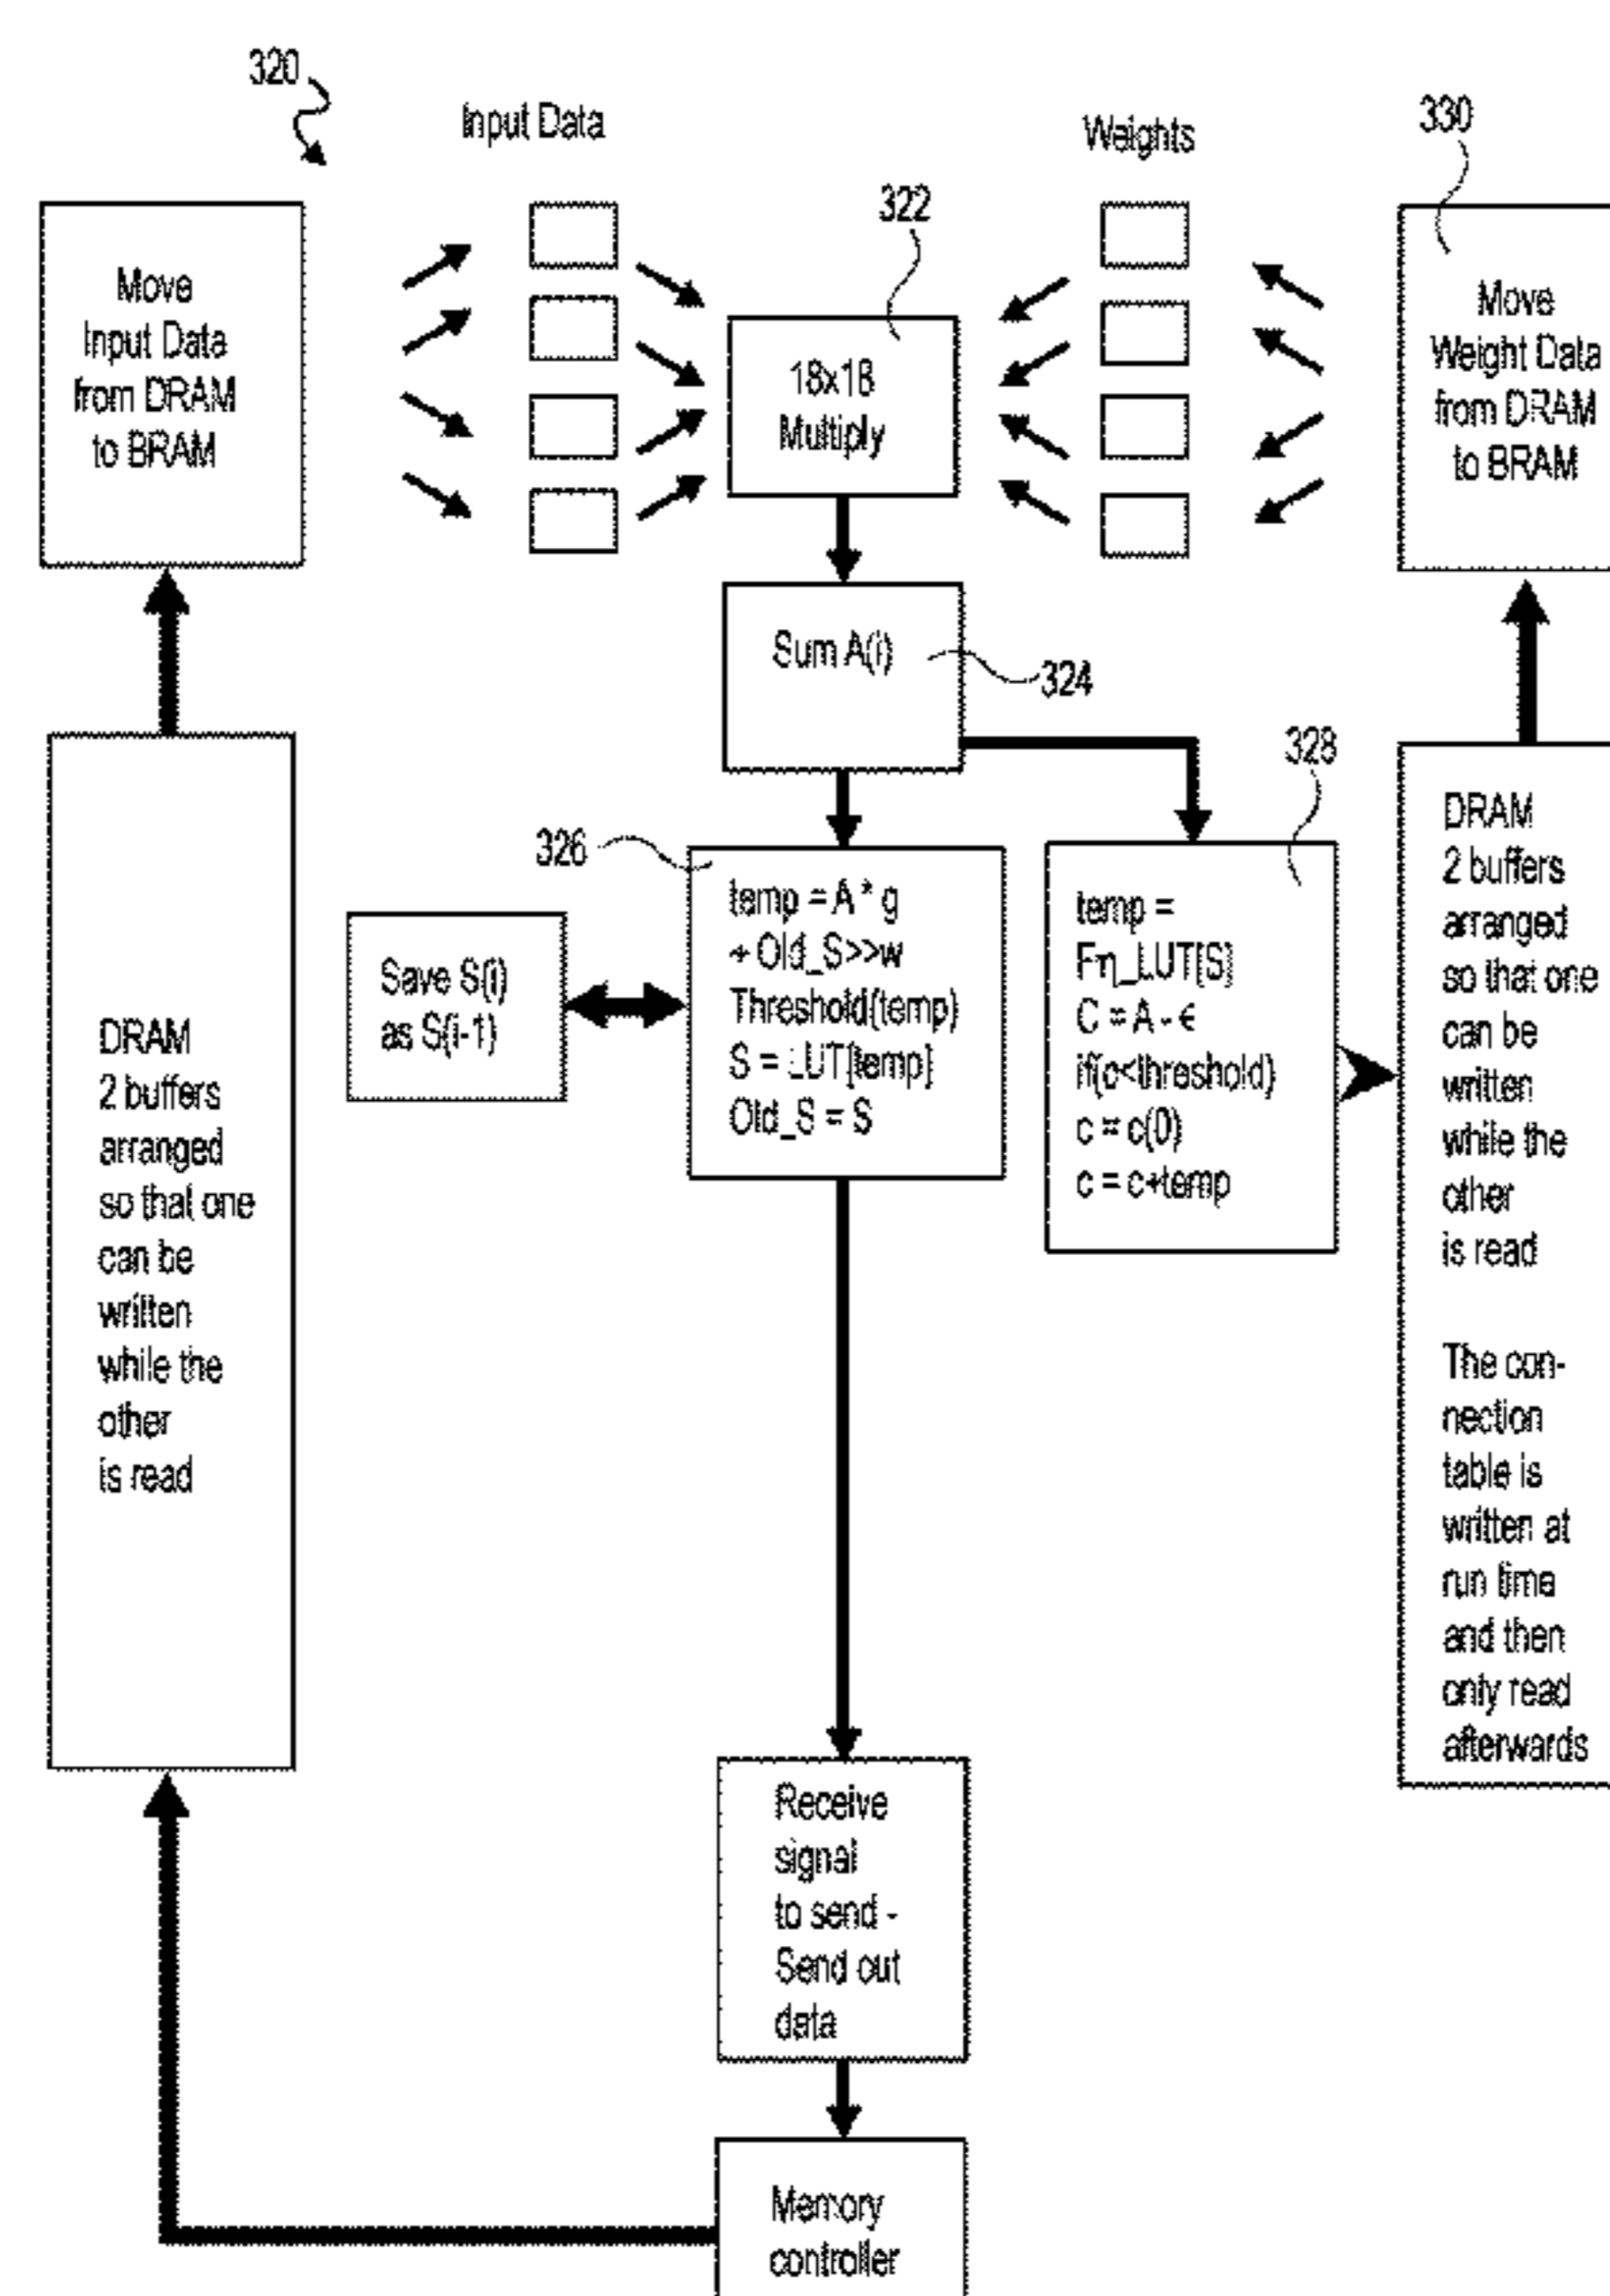 320
Input Data
Weights
330
322
Move
Input Data
from DRAM
to BRAM
18x18
Multiply
Move
Weight Data
from DRAM
to BRAM
Sum A(i)
324
328
326
temp = A * g
+ Old_S>>w
Threshold(temp)
S = LUT[temp]
Old_S = S
Save S(i)
as S(i-1)
temp =
Fη_LUT[S]
C = A - ϵ
if(c<threshold)
c = c(0)
c = c+temp
DRAM
2 buffers
arranged
so that one
can be
written
while the
other
is read
The con-
nection
table is
written at
run time
and then
only read
afterwards
DRAM
2 buffers
arranged
so that one
can be
written
while the
other
is read
Receive
signal
to send -
Send out
data
Memory
controller